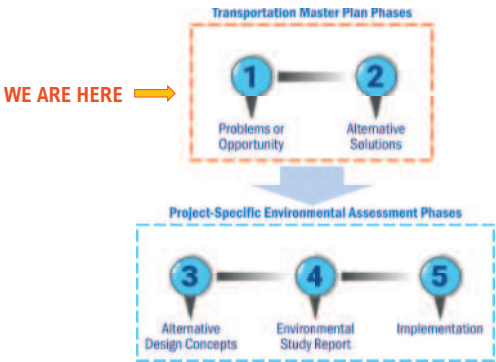 Transportation Master Plan Phases
WE ARE HERE
1
2
Problems or
Opportunity
Alternative
Solutions
Project-Specific Environmental Assessment Phases
3
4
5
Alternative
Design Concepts
Environmental
Study Report
Implementation